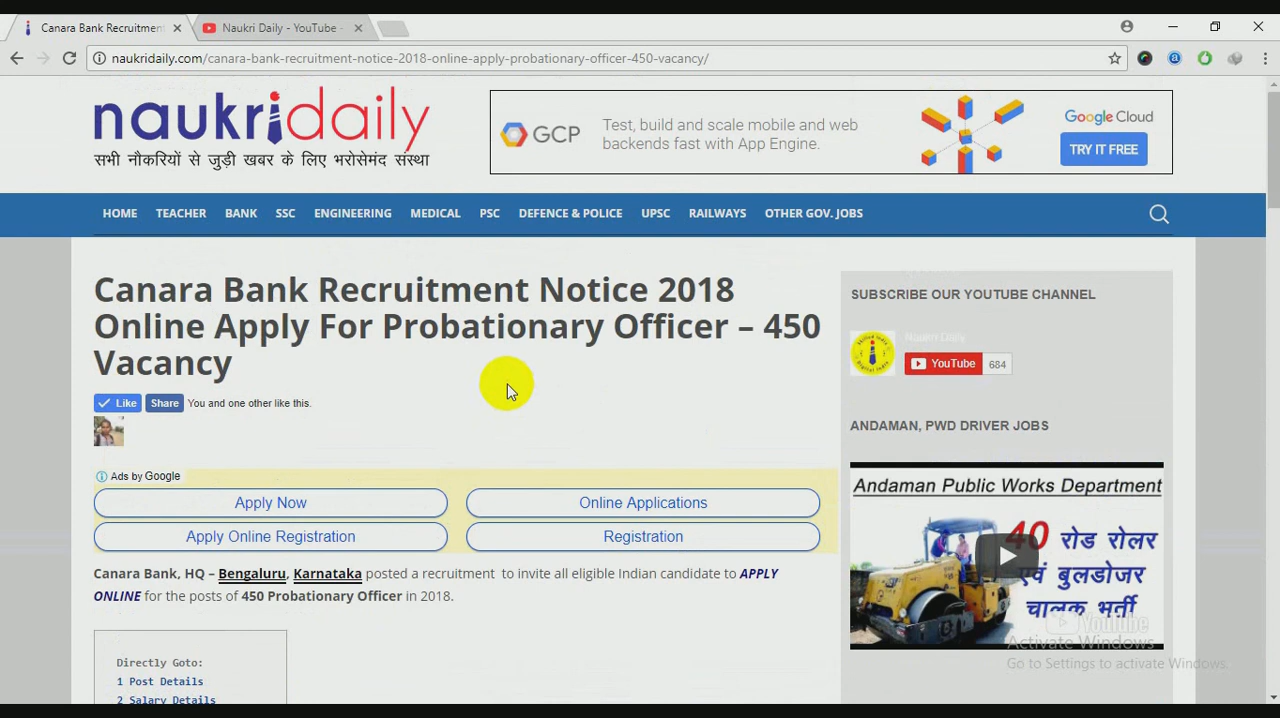 Canara Bank Recruitment
Naukri Daily - YouTube -
naukridaily.com/canara-bank-recruitment-notice-2018-online-apply-probationary-officer-450-vacancy/
naukridaily
सभी नौकरियों से जुड़ी खबर के लिए भरोसेमंद संस्था
GCP
Test, build and scale mobile and web
backends fast with App Engine.
Google Cloud
TRY IT FREE
HOME TEACHER BANK SSC ENGINEERING MEDICAL PSC DEFENCE & POLICE UPSC RAILWAYS OTHER GOV. JOBS
Canara Bank Recruitment Notice 2018
Online Apply For Probationary Officer – 450
Vacancy
Like Share You and one other like this.
Ads by Google
Apply Now
Online Applications
Apply Online Registration
Registration
Canara Bank, HQ – Bengaluru, Karnataka posted a recruitment to invite all eligible Indian candidate to APPLY
ONLINE for the posts of 450 Probationary Officer in 2018.
Directly Goto:
1 Post Details
2 Salary Details
SUBSCRIBE OUR YOUTUBE CHANNEL
Naukri Daily
YouTube 684
ANDAMAN, PWD DRIVER JOBS
Andaman Public Works Department
40 रोड रोलर
एवं बुलडोजर
चालक भर्ती
YouTube
Activate Windows
Go to Settings to activate Windows.